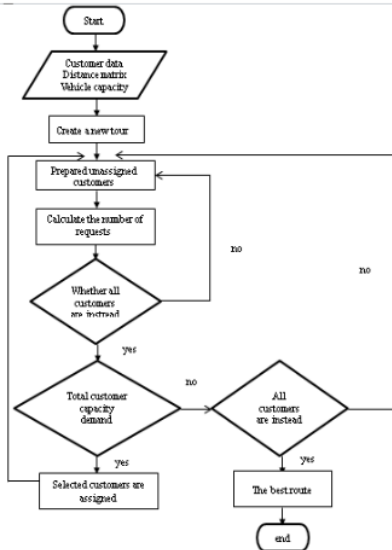 Start
Customer data
Distance matrix
Vehicle capacity
Create a new tour
Prepared unassigned
customers
Calculate the number of
requests
no
no
Whether all
customers
are instread
yes
no
Total customer
capacity
demand
All
customers
are instead
yes
yes
Selected customers are
assigned
The best route
end